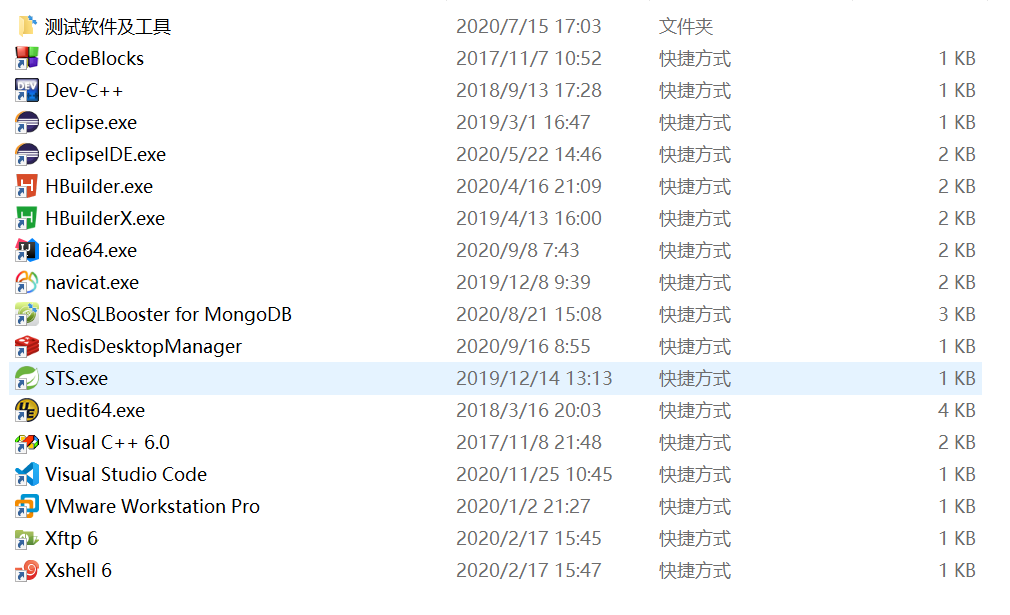 测试软件及工具 2020/7/15 17:03 文件夹
CodeBlocks 2017/11/7 10:52 快捷方式 1 KB
Dev-C++ 2018/9/13 17:28 快捷方式 1 KB
eclipse.exe 2019/3/1 16:47 快捷方式 1 KB
eclipseIDE.exe 2020/5/22 14:46 快捷方式 2 KB
HBuilder.exe 2020/4/16 21:09 快捷方式 2 KB
HBuilderX.exe 2019/4/13 16:00 快捷方式 2 KB
idea64.exe 2020/9/8 7:43 快捷方式 2 KB
navicat.exe 2019/12/8 9:39 快捷方式 2 KB
NoSQLBooster for MongoDB 2020/8/21 15:08 快捷方式 3 KB
RedisDesktopManager 2020/9/16 8:55 快捷方式 1 KB
STS.exe 2019/12/14 13:13 快捷方式 1 KB
uedit64.exe 2018/3/16 20:03 快捷方式 4 KB
Visual C++ 6.0 2017/11/8 21:48 快捷方式 2 KB
Visual Studio Code 2020/11/25 10:45 快捷方式 1 KB
VMware Workstation Pro 2020/1/2 21:27 快捷方式 1 KB
Xftp 6 2020/2/17 15:45 快捷方式 1 KB
Xshell 6 2020/2/17 15:47 快捷方式 1 KB